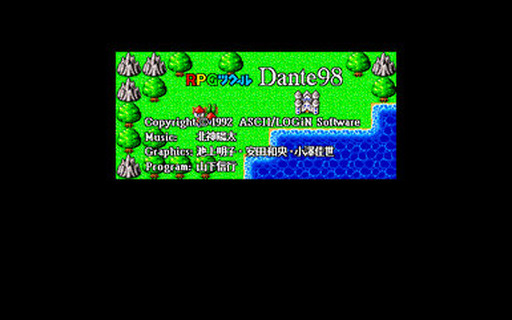 RPGツクール Dante98
Copyright© 1992 ASCII/LOGiN Software
Music: 北神陽太
Graphics: 池上明子・安田和央・小澤佳世
Program: 山下信行